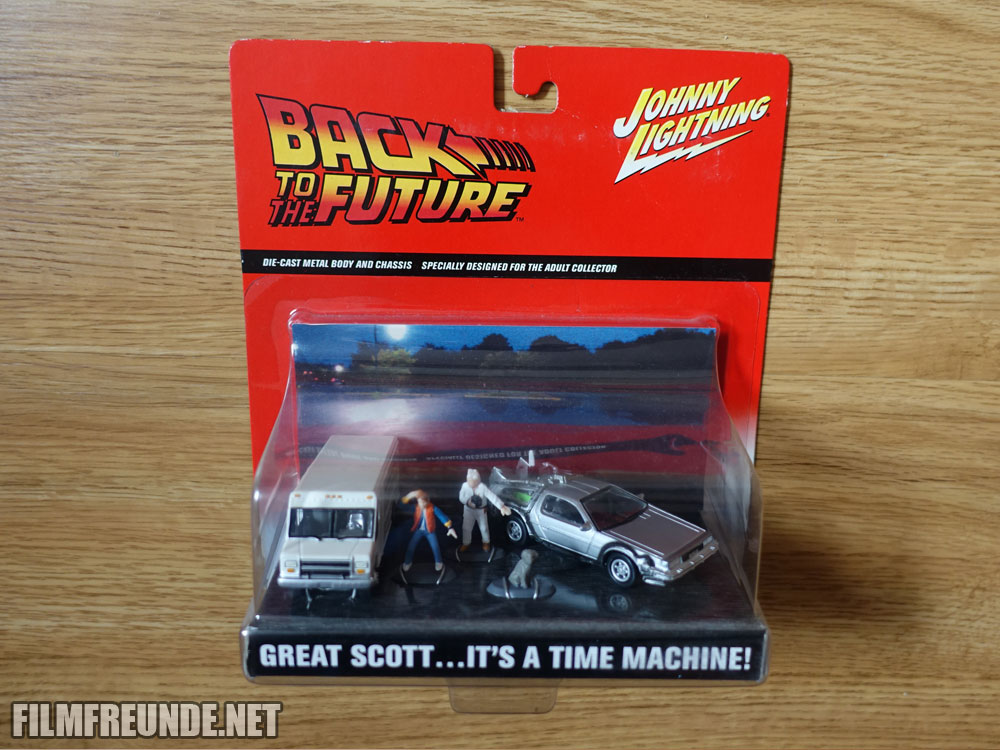 BACK
TO THE FUTURE™
JOHNNY LIGHTNING
DIE-CAST METAL BODY AND CHASSIS SPECIALLY DESIGNED FOR THE ADULT COLLECTOR
GREAT SCOTT...IT'S A TIME MACHINE!
FILMFREUNDE.NET